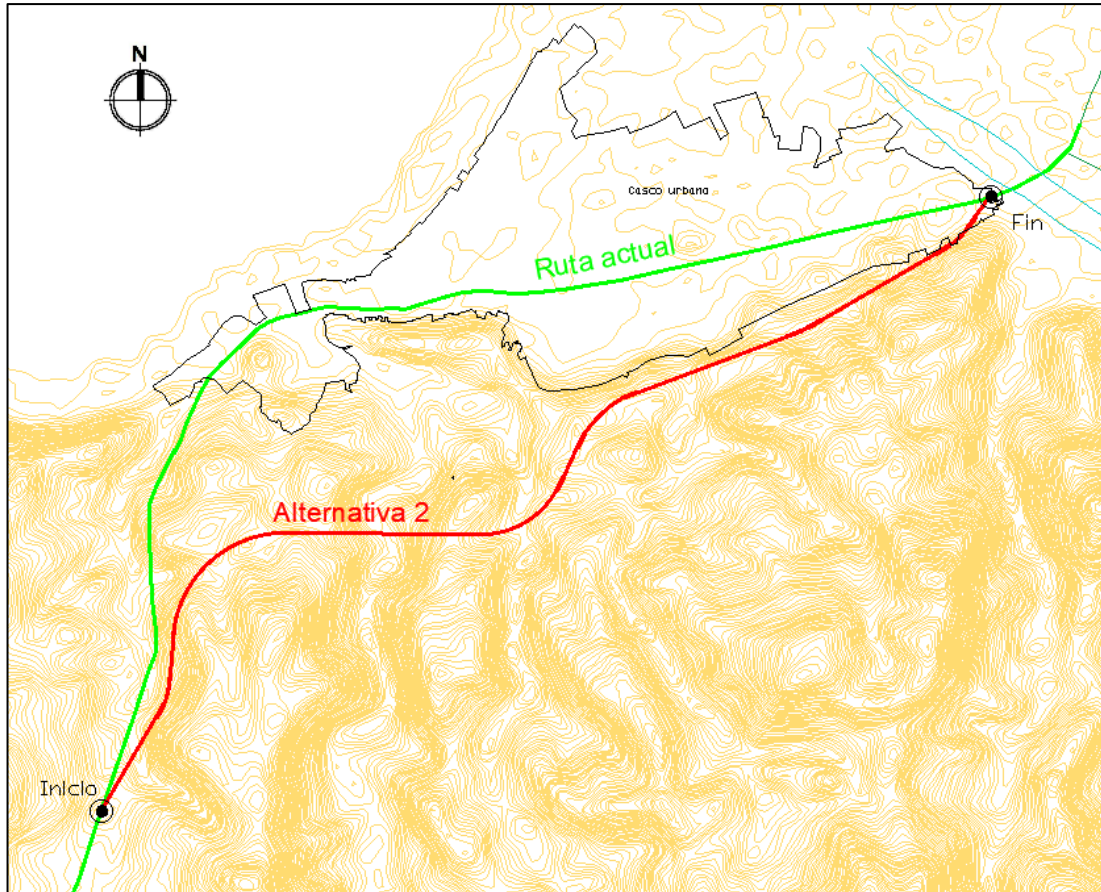 N
Casco urbano
Fin
Ruta actual
Alternativa 2
Inicio